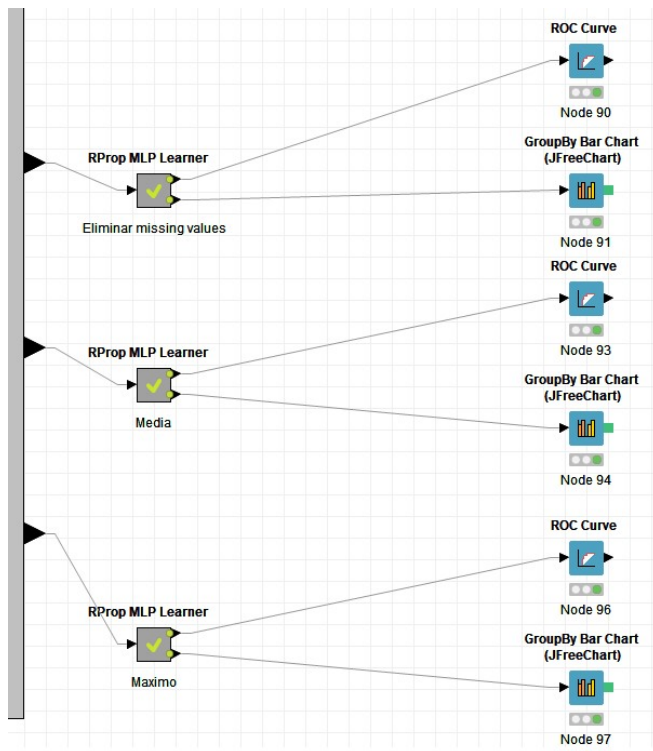 ROC Curve
Node 90
GroupBy Bar Chart
(JFreeChart)
Node 91
RProp MLP Learner
Eliminar missing values
ROC Curve
Node 93
GroupBy Bar Chart
(JFreeChart)
Node 94
RProp MLP Learner
Media
ROC Curve
Node 96
GroupBy Bar Chart
(JFreeChart)
Node 97
RProp MLP Learner
Maximo